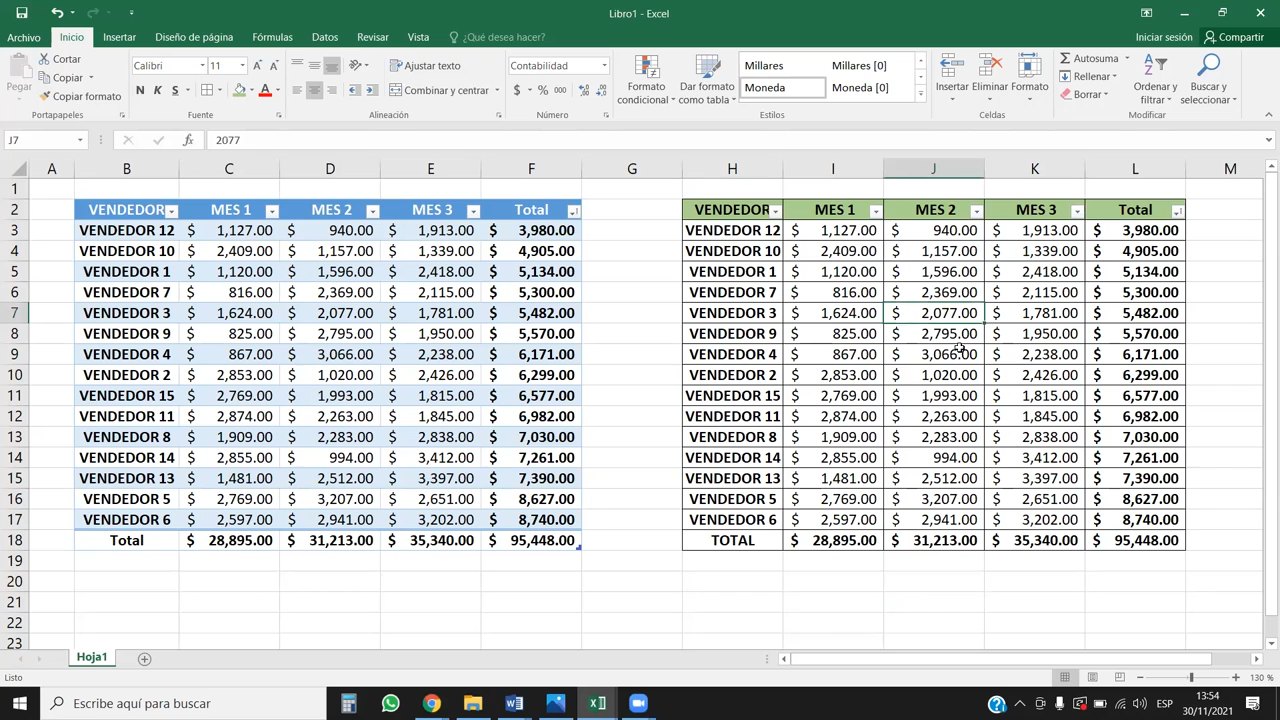 Libro1 - Excel
Archivo Inicio Insertar Diseño de página Fórmulas Datos Revisar Vista ¿Qué desea hacer? Iniciar sesión Compartir
Pegar
Cortar
Copiar
Copiar formato
Portapapeles
Calibri 11
N K S
Fuente
Ajustar texto
Combinar y centrar
Alineación
Contabilidad
$ % 000
Número
Formato condicional
Dar formato como tabla
Millares Millares [0]
Moneda Moneda [0]
Estilos
Insertar Eliminar Formato
Celdas
Autosuma
Rellenar
Borrar
Ordenar y filtrar
Buscar y seleccionar
Modificar
J7 fx 2077
A B C D E F G H I J K L M
1
2 VENDEDOR MES 1 MES 2 MES 3 Total VENDEDOR MES 1 MES 2 MES 3 Total
3 VENDEDOR 12 $ 1,127.00 $ 940.00 $ 1,913.00 $ 3,980.00 VENDEDOR 12 $ 1,127.00 $ 940.00 $ 1,913.00 $ 3,980.00
4 VENDEDOR 10 $ 2,409.00 $ 1,157.00 $ 1,339.00 $ 4,905.00 VENDEDOR 10 $ 2,409.00 $ 1,157.00 $ 1,339.00 $ 4,905.00
5 VENDEDOR 1 $ 1,120.00 $ 1,596.00 $ 2,418.00 $ 5,134.00 VENDEDOR 1 $ 1,120.00 $ 1,596.00 $ 2,418.00 $ 5,134.00
6 VENDEDOR 7 $ 816.00 $ 2,369.00 $ 2,115.00 $ 5,300.00 VENDEDOR 7 $ 816.00 $ 2,369.00 $ 2,115.00 $ 5,300.00
7 VENDEDOR 3 $ 1,624.00 $ 2,077.00 $ 1,781.00 $ 5,482.00 VENDEDOR 3 $ 1,624.00 $ 2,077.00 $ 1,781.00 $ 5,482.00
8 VENDEDOR 9 $ 825.00 $ 2,795.00 $ 1,950.00 $ 5,570.00 VENDEDOR 9 $ 825.00 $ 2,795.00 $ 1,950.00 $ 5,570.00
9 VENDEDOR 4 $ 867.00 $ 3,066.00 $ 2,238.00 $ 6,171.00 VENDEDOR 4 $ 867.00 $ 3,066.00 $ 2,238.00 $ 6,171.00
10 VENDEDOR 2 $ 2,853.00 $ 1,020.00 $ 2,426.00 $ 6,299.00 VENDEDOR 2 $ 2,853.00 $ 1,020.00 $ 2,426.00 $ 6,299.00
11 VENDEDOR 15 $ 2,769.00 $ 1,993.00 $ 1,815.00 $ 6,577.00 VENDEDOR 15 $ 2,769.00 $ 1,993.00 $ 1,815.00 $ 6,577.00
12 VENDEDOR 11 $ 2,874.00 $ 2,263.00 $ 1,845.00 $ 6,982.00 VENDEDOR 11 $ 2,874.00 $ 2,263.00 $ 1,845.00 $ 6,982.00
13 VENDEDOR 8 $ 1,909.00 $ 2,283.00 $ 2,838.00 $ 7,030.00 VENDEDOR 8 $ 1,909.00 $ 2,283.00 $ 2,838.00 $ 7,030.00
14 VENDEDOR 14 $ 2,855.00 $ 994.00 $ 3,412.00 $ 7,261.00 VENDEDOR 14 $ 2,855.00 $ 994.00 $ 3,412.00 $ 7,261.00
15 VENDEDOR 13 $ 1,481.00 $ 2,512.00 $ 3,397.00 $ 7,390.00 VENDEDOR 13 $ 1,481.00 $ 2,512.00 $ 3,397.00 $ 7,390.00
16 VENDEDOR 5 $ 2,769.00 $ 3,207.00 $ 2,651.00 $ 8,627.00 VENDEDOR 5 $ 2,769.00 $ 3,207.00 $ 2,651.00 $ 8,627.00
17 VENDEDOR 6 $ 2,597.00 $ 2,941.00 $ 3,202.00 $ 8,740.00 VENDEDOR 6 $ 2,597.00 $ 2,941.00 $ 3,202.00 $ 8,740.00
18 Total $ 28,895.00 $ 31,213.00 $ 35,340.00 $ 95,448.00 TOTAL $ 28,895.00 $ 31,213.00 $ 35,340.00 $ 95,448.00
19
20
21
22
23
Hoja1
Listo 130 %
Escribe aquí para buscar ESP 13:54
30/11/2021